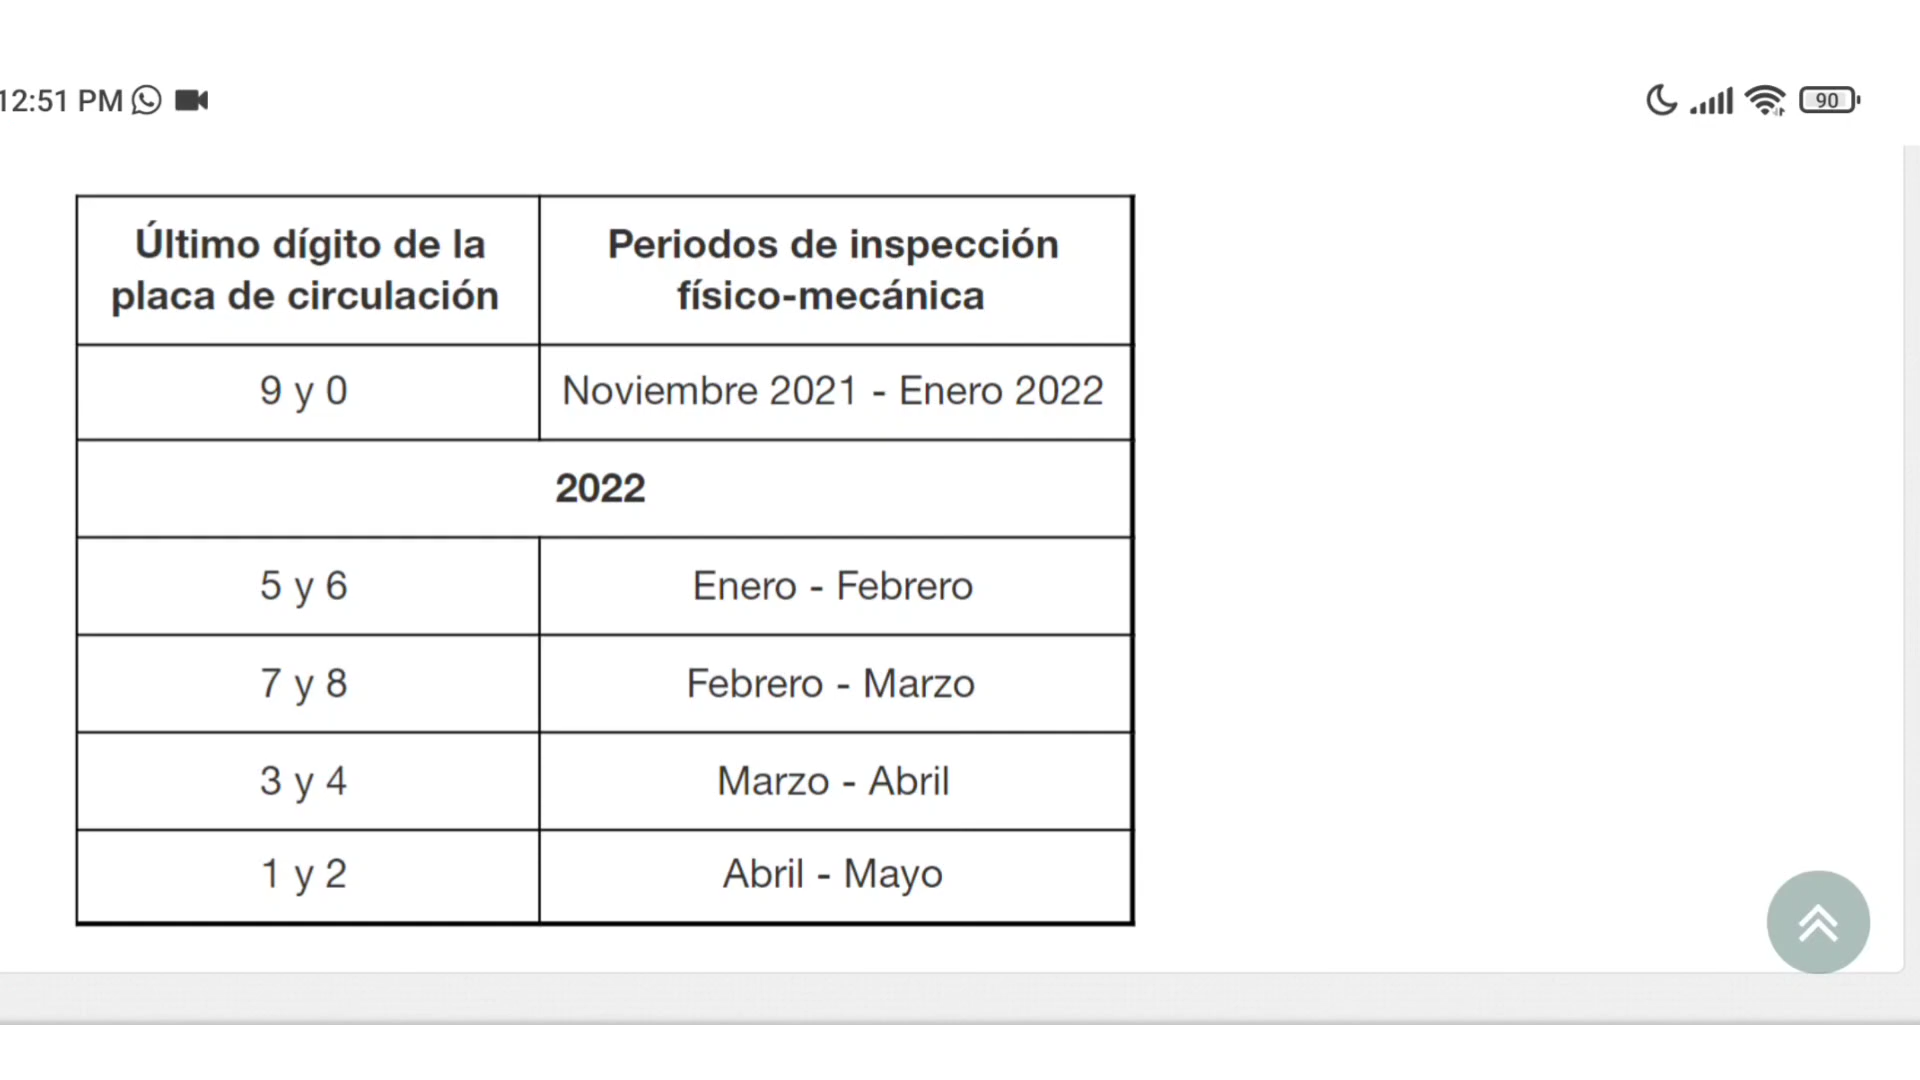 12:51 PM
90
Último dígito de la placa de circulación
Periodos de inspección físico-mecánica
9 y 0
Noviembre 2021 - Enero 2022
2022
5 y 6
Enero - Febrero
7 y 8
Febrero - Marzo
3 y 4
Marzo - Abril
1 y 2
Abril - Mayo